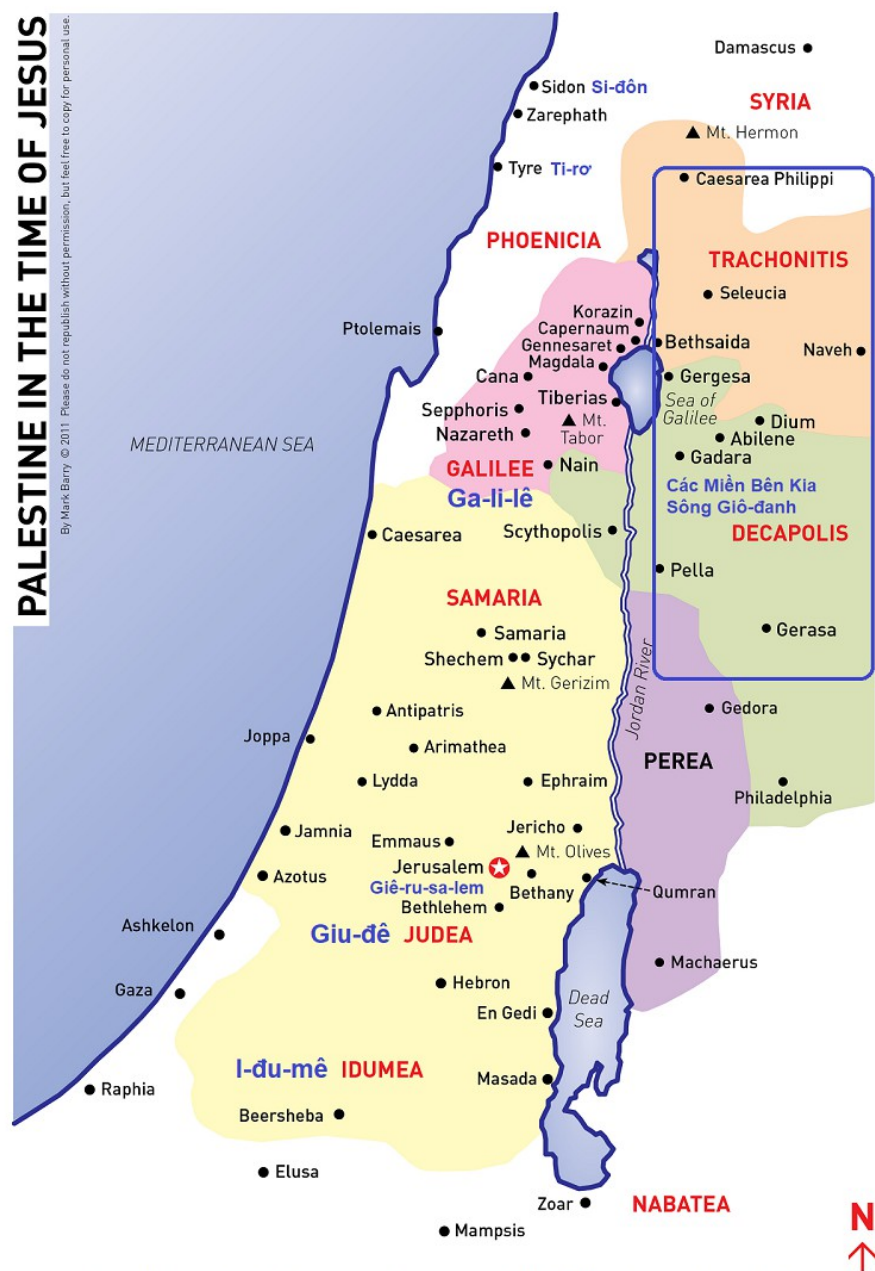 PALESTINE IN THE TIME OF JESUS
By Mark Barry © 2011 Please do not republish without permission, but feel free to copy for personal use.
Damascus
Sidon Si-đôn
SYRIA
Zarephath
Mt. Hermon
Tyre Ti-rơ
Caesarea Philippi
PHOENICIA
TRACHONITIS
Seleucia
Korazin
Capernaum
Ptolemais
Gennesaret
Bethsaida
Naveh
Magdala
Cana
Gergesa
Tiberias
Sea of
Galilee
Sepphoris
Mt.
Tabor
Dium
Nazareth
Abilene
MEDITERRANEAN SEA
Gadara
GALILEE
Nain
Ga-li-lê
Các Miền Bên Kia
Sông Giô-đanh
Caesarea
Scythopolis
DECAPOLIS
Pella
SAMARIA
Samaria
Gerasa
Shechem
Sychar
Mt. Gerizim
Jordan River
Antipatris
Gedora
Joppa
Arimathea
PEREA
Lydda
Ephraim
Philadelphia
Jamnia
Jericho
Emmaus
Mt. Olives
Jerusalem
Azotus
Giê-ru-sa-lem
Bethany
Qumran
Bethlehem
Ashkelon
Giu-đê JUDEA
Machaerus
Hebron
Gaza
En Gedi
Dead
Sea
I-đu-mê IDUMEA
Masada
Raphia
Beersheba
Elusa
Zoar
NABATEA
Mampsis
N